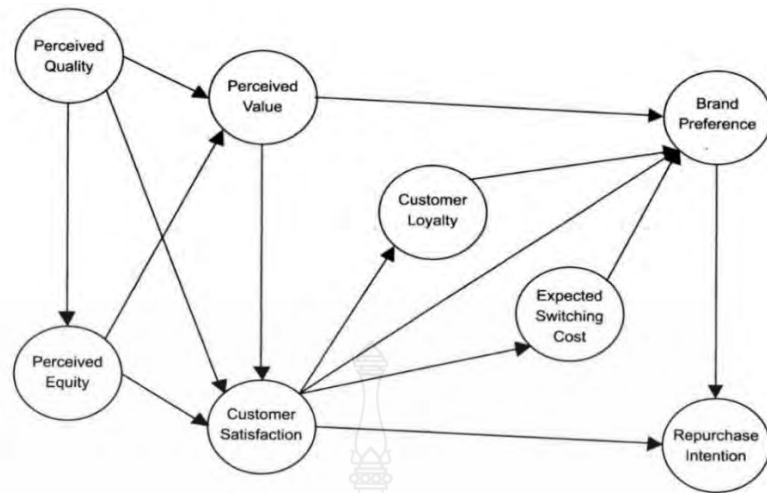 Perceived
Quality
Perceived
Value
Brand
Preference
Customer
Loyalty
Expected
Switching
Cost
Perceived
Equity
Customer
Satisfaction
Repurchase
Intention